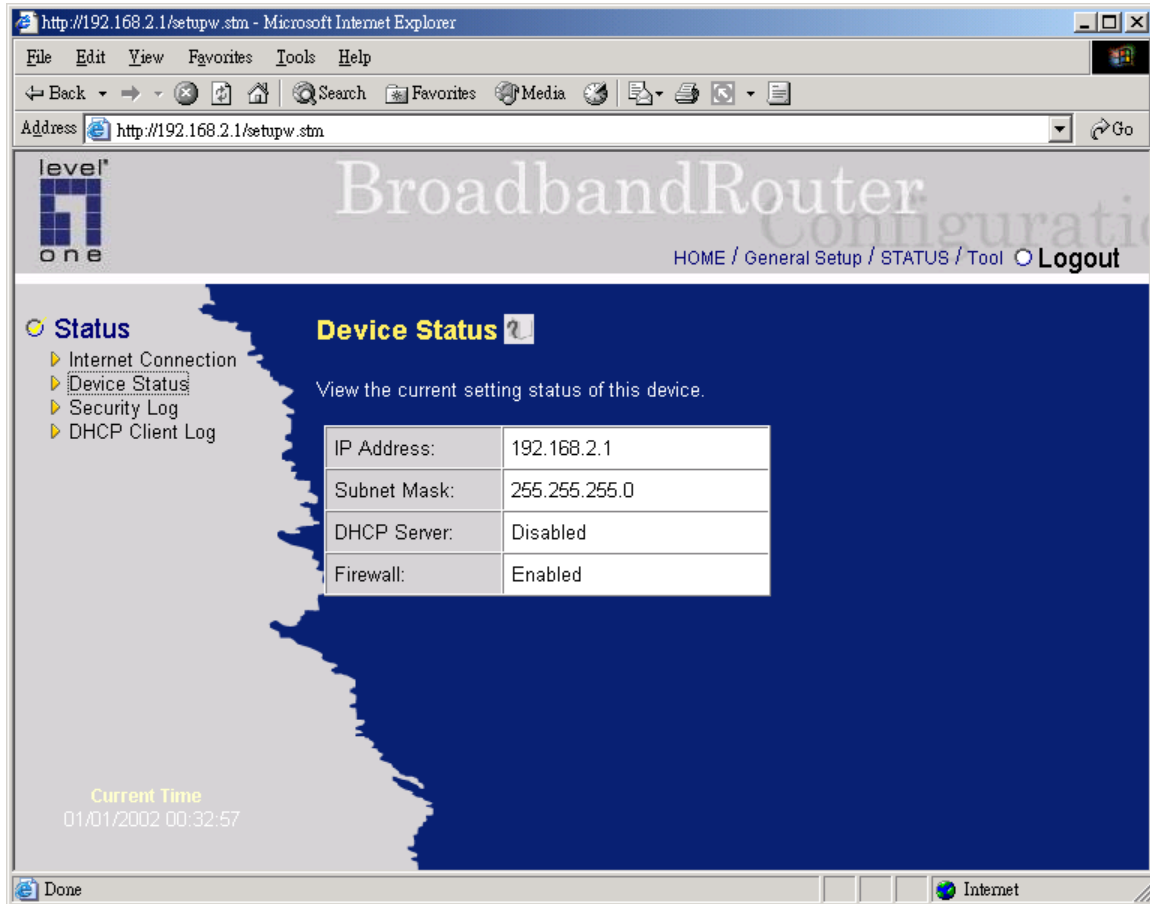 http://192.168.2.1/setupw.stm - Microsoft Internet Explorer
File Edit View Favorites Tools Help
Back Search Favorites Media
Address http://192.168.2.1/setupw.stm Go
level
one
BroadbandRouter
Configurati
HOME / General Setup / STATUS / Tool Logout
Status
Internet Connection
Device Status
Security Log
DHCP Client Log
Device Status
View the current setting status of this device.
IP Address: 192.168.2.1
Subnet Mask: 255.255.255.0
DHCP Server: Disabled
Firewall: Enabled
Current Time
01/01/2002 00:32:57
Done Internet